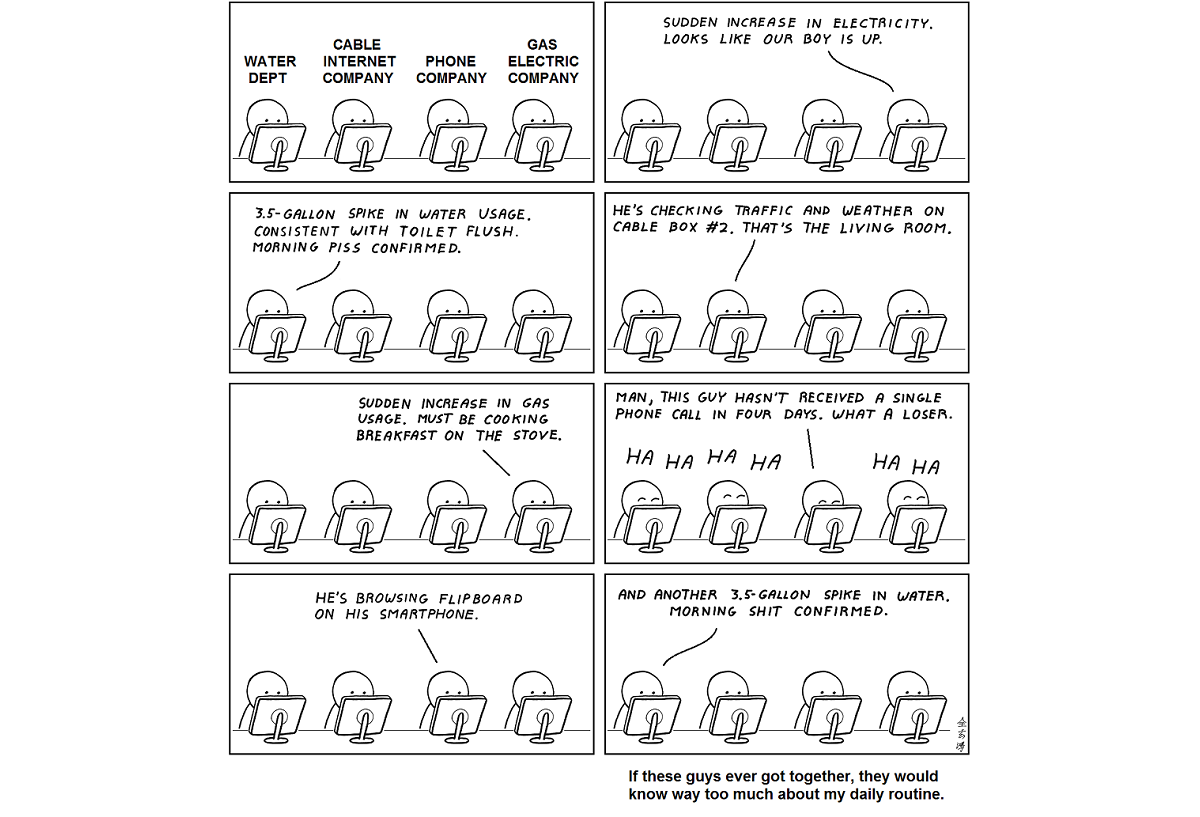 WATER
DEPT
CABLE
INTERNET
COMPANY
PHONE
COMPANY
GAS
ELECTRIC
COMPANY
SUDDEN INCREASE IN ELECTRICITY.
LOOKS LIKE OUR BOY IS UP.
3.5-GALLON SPIKE IN WATER USAGE.
CONSISTENT WITH TOILET FLUSH.
MORNING PISS CONFIRMED.
HE'S CHECKING TRAFFIC AND WEATHER ON
CABLE BOX #2. THAT'S THE LIVING ROOM.
SUDDEN INCREASE IN GAS
USAGE. MUST BE COOKING
BREAKFAST ON THE STOVE.
MAN, THIS GUY HASN'T RECEIVED A SINGLE
PHONE CALL IN FOUR DAYS. WHAT A LOSER.
HA HA HA HA HA HA
HE'S BROWSING FLIPBOARD
ON HIS SMARTPHONE.
AND ANOTHER 3.5-GALLON SPIKE IN WATER.
MORNING SHIT CONFIRMED.
If these guys ever got together, they would
know way too much about my daily routine.